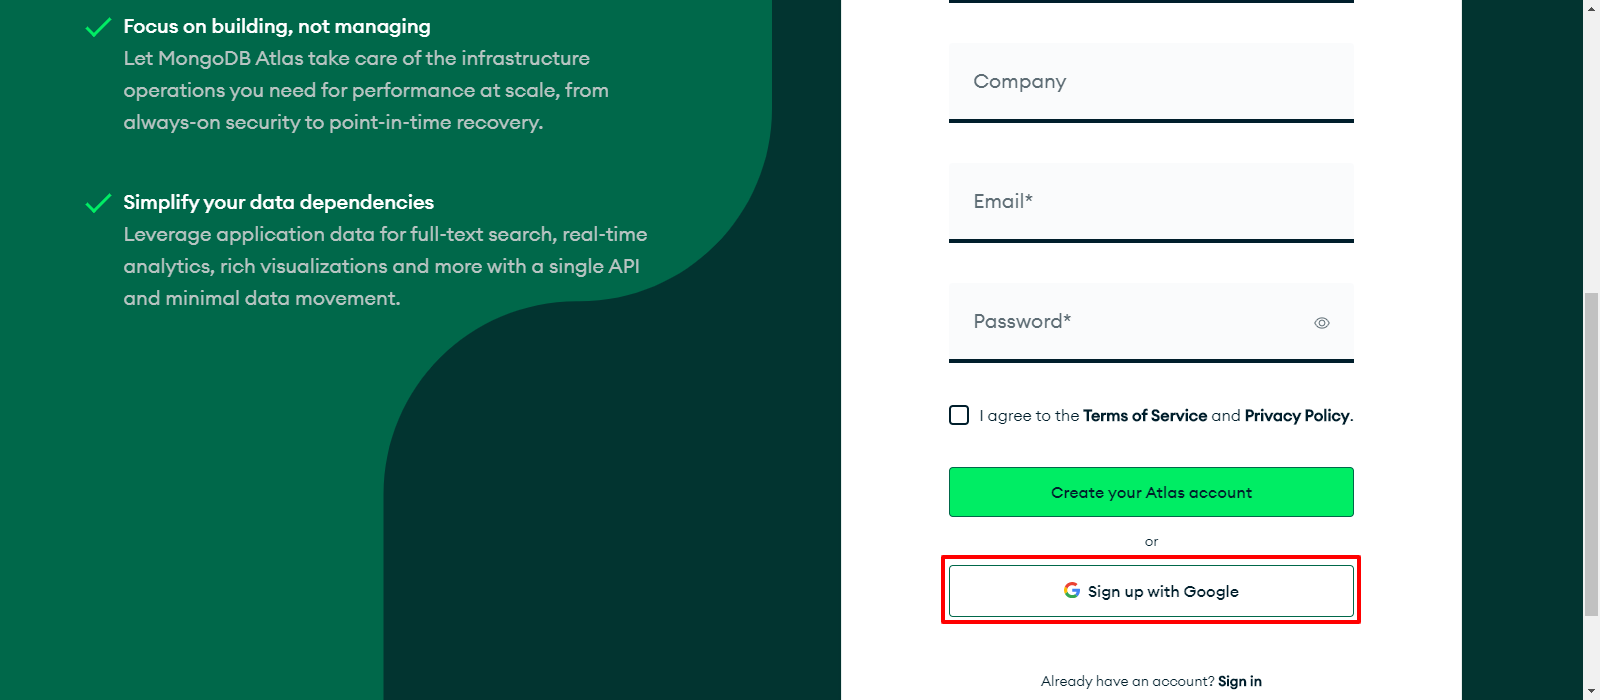 Focus on building, not managing
Let MongoDB Atlas take care of the infrastructure
operations you need for performance at scale, from
always-on security to point-in-time recovery.
Simplify your data dependencies
Leverage application data for full-text search, real-time
analytics, rich visualizations and more with a single API
and minimal data movement.
Company
Email*
Password*
I agree to the Terms of Service and Privacy Policy.
Create your Atlas account
or
Sign up with Google
Already have an account? Sign in